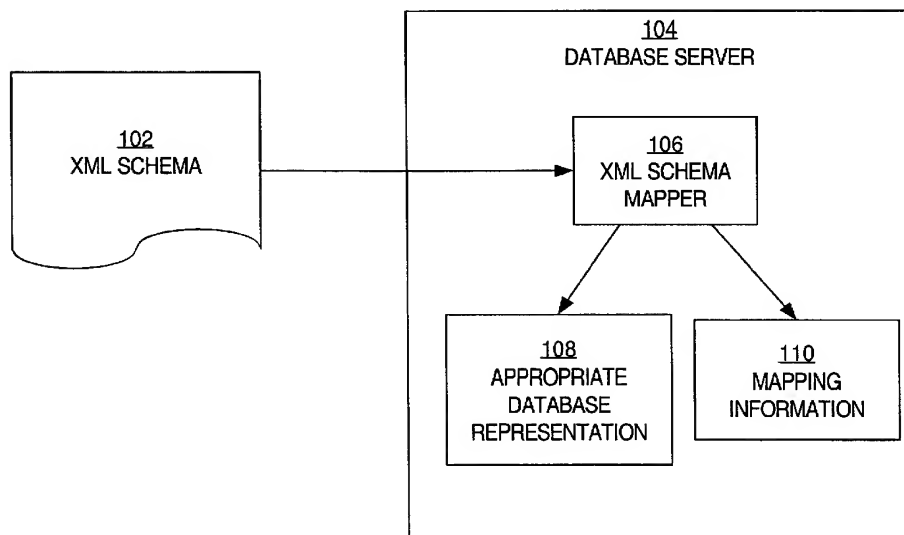 104
DATABASE SERVER
102
XML SCHEMA
106
XML SCHEMA
MAPPER
108
APPROPRIATE
DATABASE
REPRESENTATION
110
MAPPING
INFORMATION